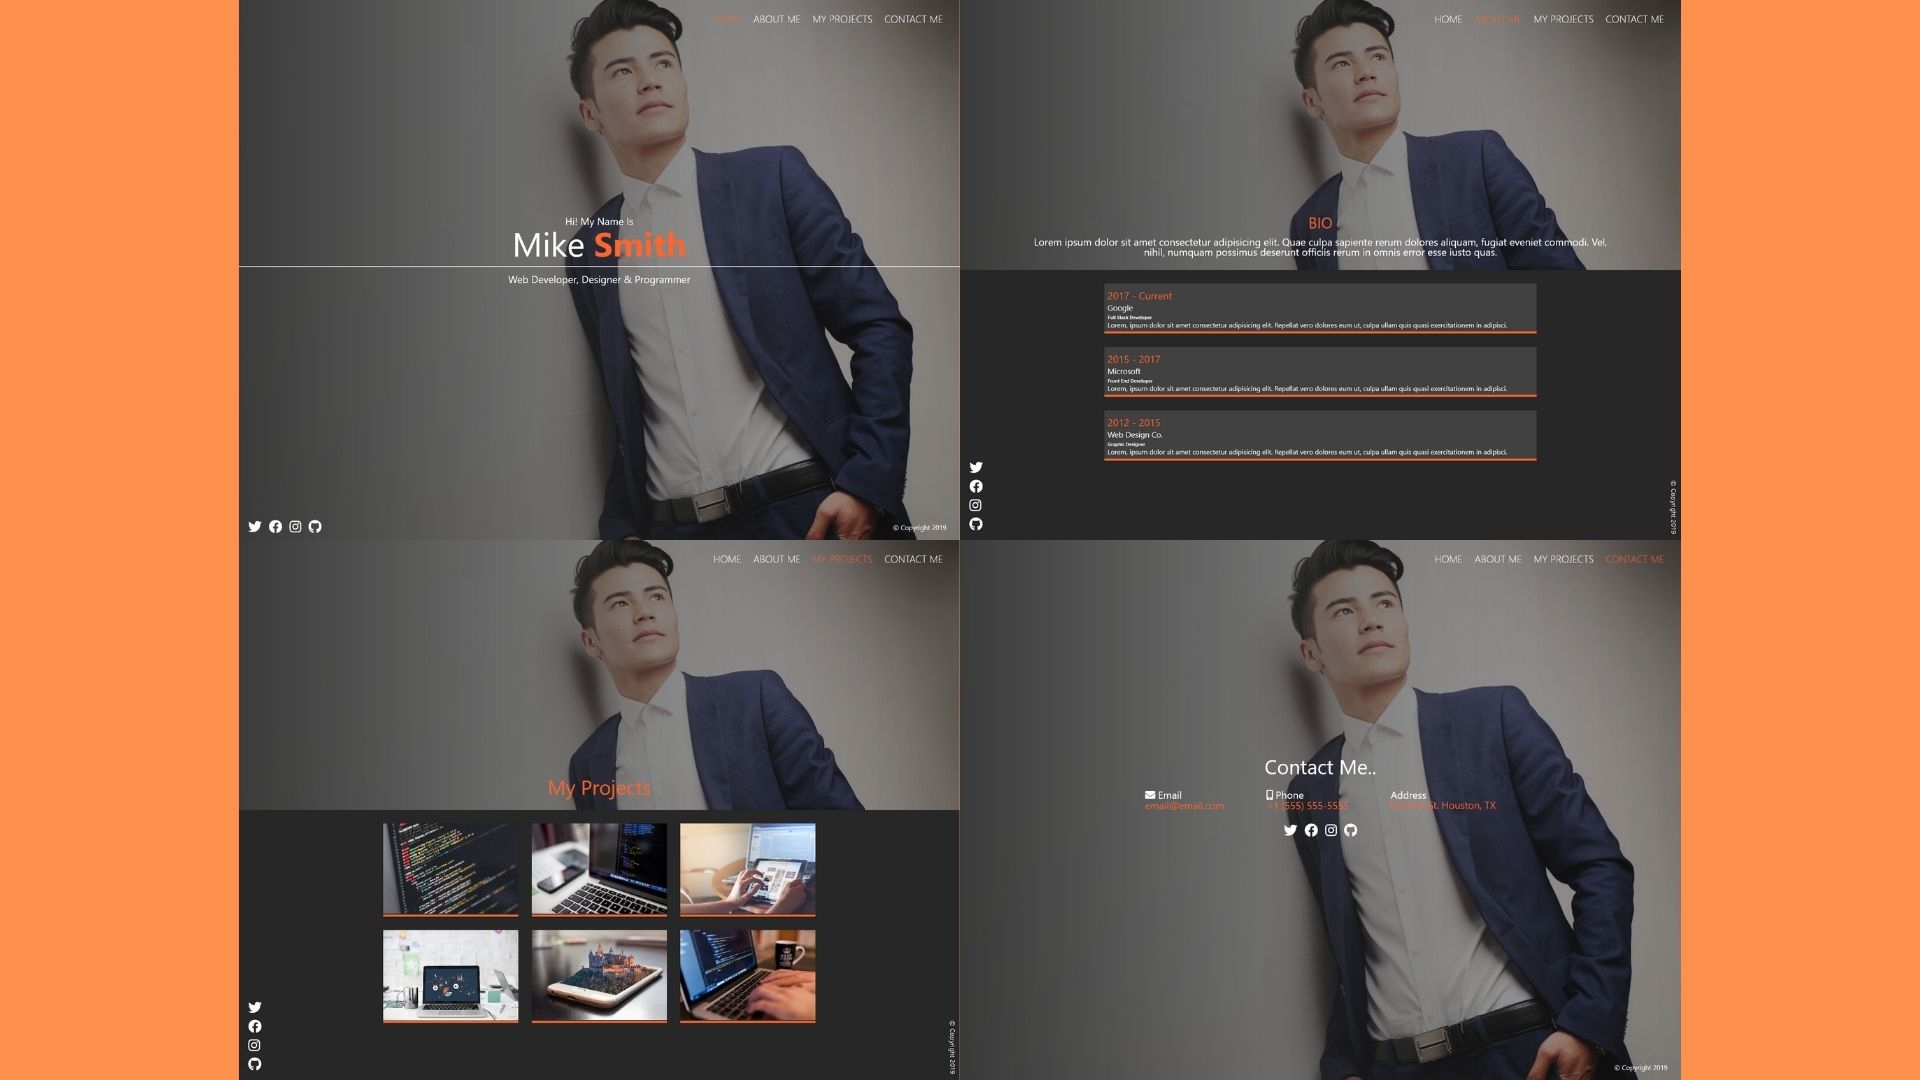 HOME ABOUT ME MY PROJECTS CONTACT ME
Hi! My Name Is
Mike Smith
Web Developer, Designer & Programmer
© Copyright 2019
HOME ABOUT ME MY PROJECTS CONTACT ME
BIO
Lorem ipsum dolor sit amet consectetur adipisicing elit. Quae culpa sapiente rerum dolores aliquam, fugiat eveniet commodi. Vel,
nihil, numquam possimus deserunt officiis rerum in omnis error esse iusto quas.
2017 - Current
Google
Full Stack Developer
Lorem, ipsum dolor sit amet consectetur adipisicing elit. Repellat vero dolores eum ut, culpa ullam quis quasi exercitationem in adipisci.
2015 - 2017
Microsoft
Front End Developer
Lorem, ipsum dolor sit amet consectetur adipisicing elit. Repellat vero dolores eum ut, culpa ullam quis quasi exercitationem in adipisci.
2012 - 2015
Web Design Co.
Graphic Designer
Lorem, ipsum dolor sit amet consectetur adipisicing elit. Repellat vero dolores eum ut, culpa ullam quis quasi exercitationem in adipisci.
© Copyright 2019
HOME ABOUT ME MY PROJECTS CONTACT ME
My Projects
© Copyright 2019
HOME ABOUT ME MY PROJECTS CONTACT ME
Contact Me..
Email Phone Address
email@email.com +1 (555) 555-5555 St. Houston, TX
© Copyright 2019